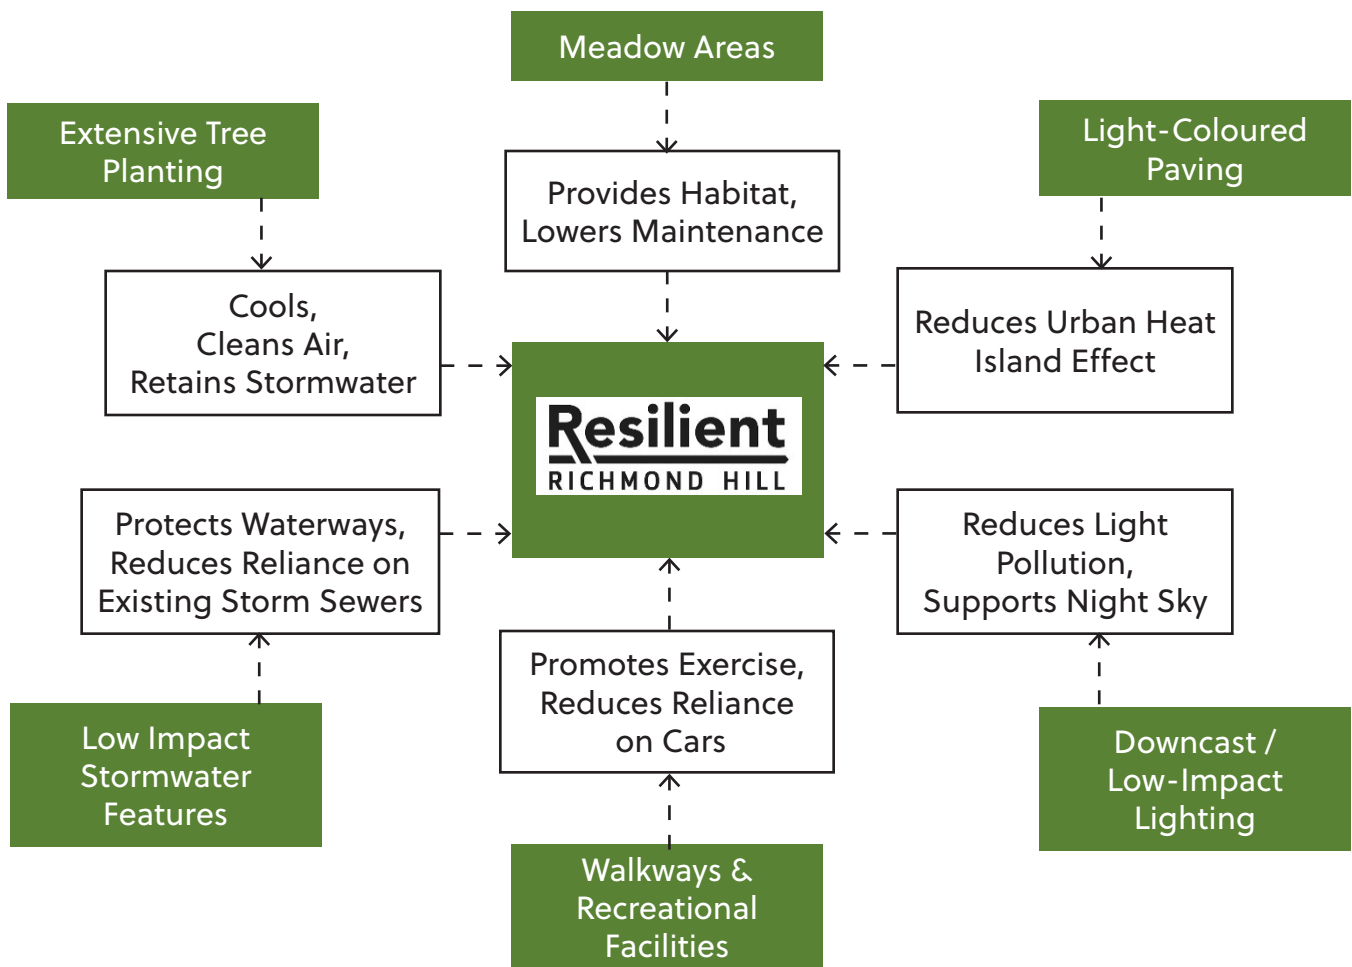 Meadow Areas
Extensive Tree
Planting
Light-Coloured
Paving
Provides Habitat,
Lowers Maintenance
Cools,
Cleans Air,
Retains Stormwater
Reduces Urban Heat
Island Effect
Resilient
RICHMOND HILL
Protects Waterways,
Reduces Reliance on
Existing Storm Sewers
Reduces Light
Pollution,
Supports Night Sky
Promotes Exercise,
Reduces Reliance
on Cars
Low Impact
Stormwater
Features
Downcast /
Low-Impact
Lighting
Walkways &
Recreational
Facilities